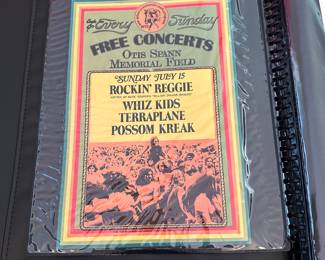 Every Sunday
FREE CONCERTS
OTIS SPANN
MEMORIAL FIELD
SUNDAY JULY 15
ROCKIN' REGGIE
WHIZ KIDS
TERRAPLANE
POSSOM KREAK